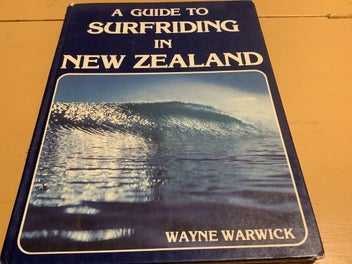 A GUIDE TO
SURFRIDING
IN
NEW ZEALAND
WAYNE WARWICK